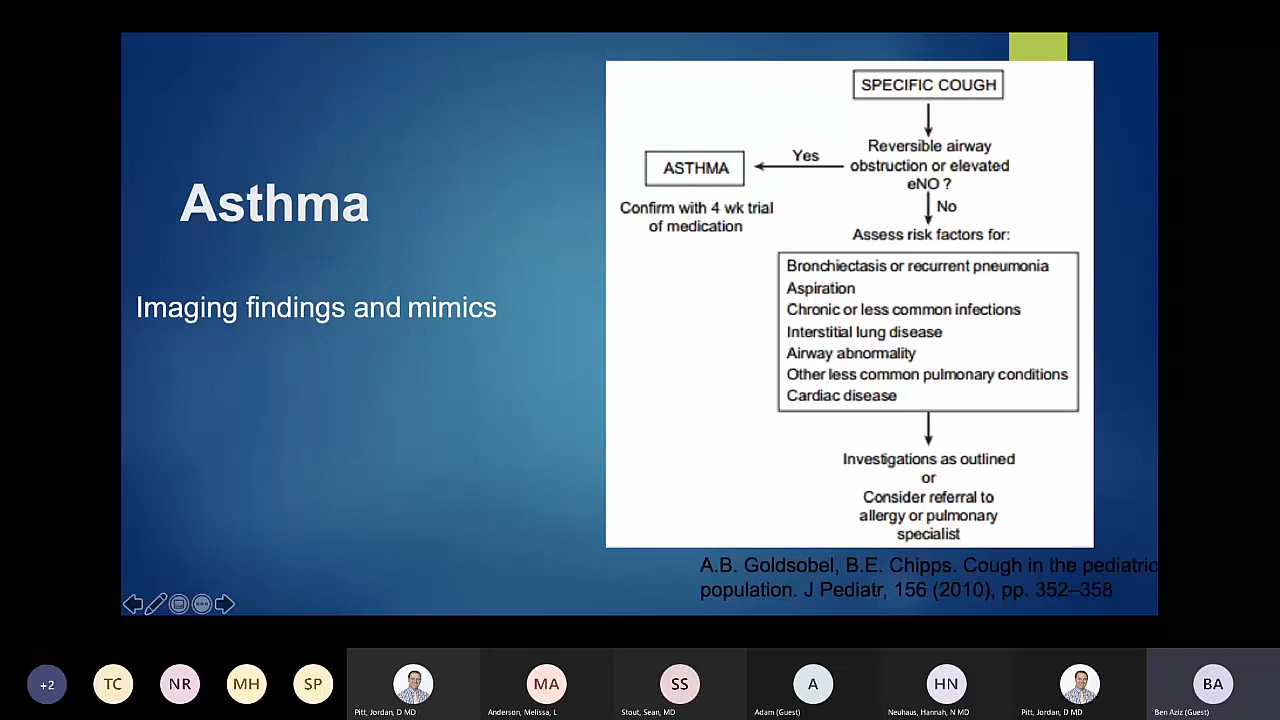 Asthma
Imaging findings and mimics
SPECIFIC COUGH
Reversible airway
obstruction or elevated
eNO ?
Yes
ASTHMA
Confirm with 4 wk trial
of medication
No
Assess risk factors for:
Bronchiectasis or recurrent pneumonia
Aspiration
Chronic or less common infections
Interstitial lung disease
Airway abnormality
Other less common pulmonary conditions
Cardiac disease
Investigations as outlined
or
Consider referral to
allergy or pulmonary
specialist
A.B. Goldsobel, B.E. Chipps. Cough in the pediatric
population. J Pediatr, 156 (2010), pp. 352–358
+2
TC
NR
MH
SP
Pitt, Jordan, D MD
MA
Anderson, Melissa, L
SS
Stout, Sean, MD
A
Adam (Guest)
HN
Neuhaus, Hannah, N MD
Pitt, Jordan, D MD
BA
Ben Aziz (Guest)